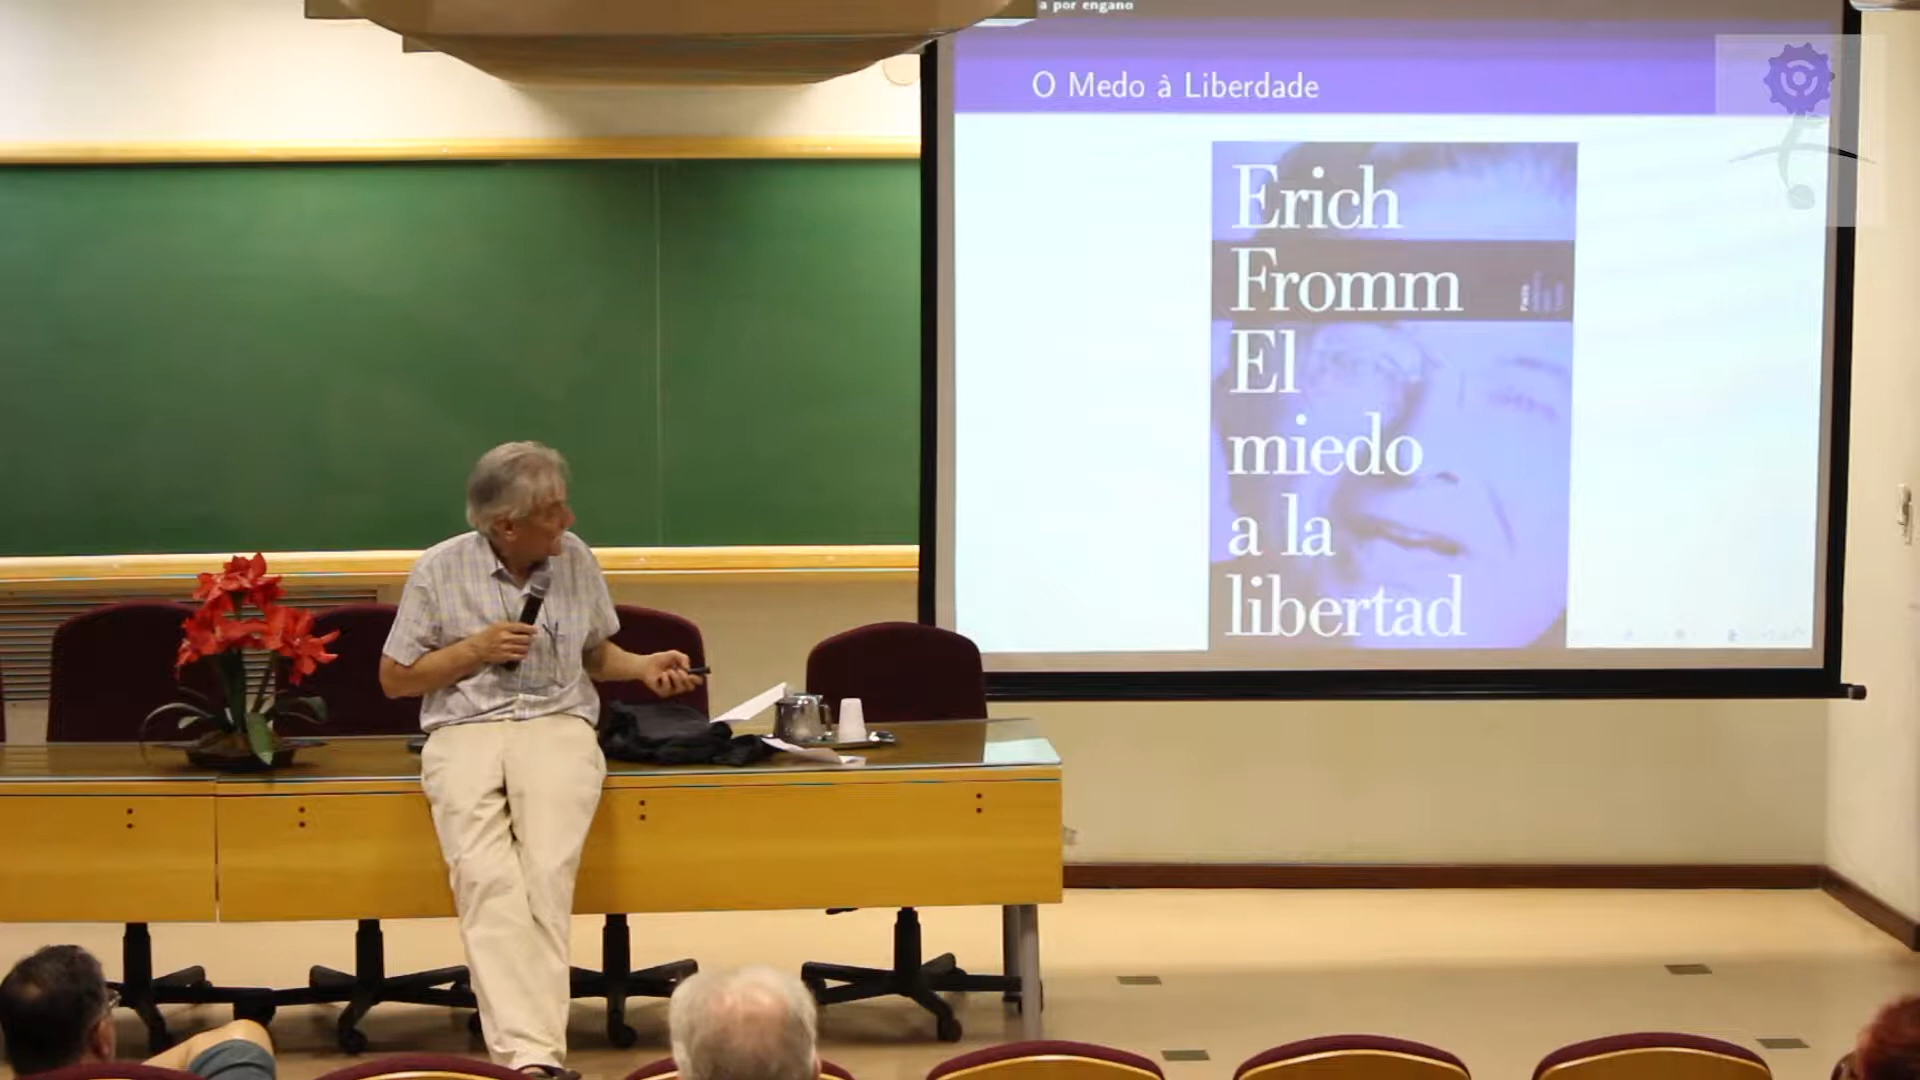 a por engano
O Medo à Liberdade
Erich
Fromm
El
miedo
a la
libertad